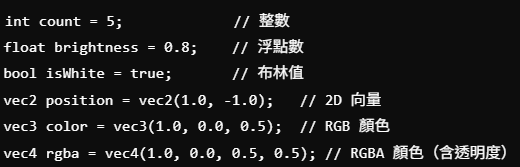 int count = 5;              // 整數
float brightness = 0.8;    // 浮點數
bool isWhite = true;       // 布林值
vec2 position = vec2(1.0, -1.0);   // 2D 向量
vec3 color = vec3(1.0, 0.0, 0.5);  // RGB 顏色
vec4 rgba = vec4(1.0, 0.0, 0.5, 0.5); // RGBA 顏色（含透明度）